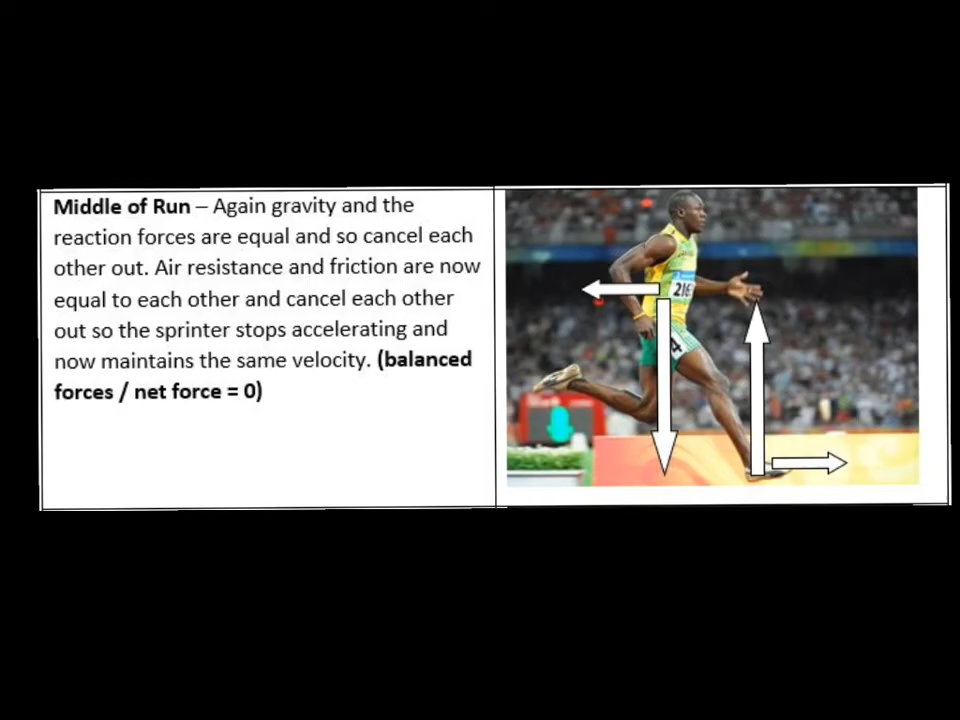 Middle of Run – Again gravity and the
reaction forces are equal and so cancel each
other out. Air resistance and friction are now
equal to each other and cancel each other
out so the sprinter stops accelerating and
now maintains the same velocity. (balanced
forces / net force = 0)
216
4